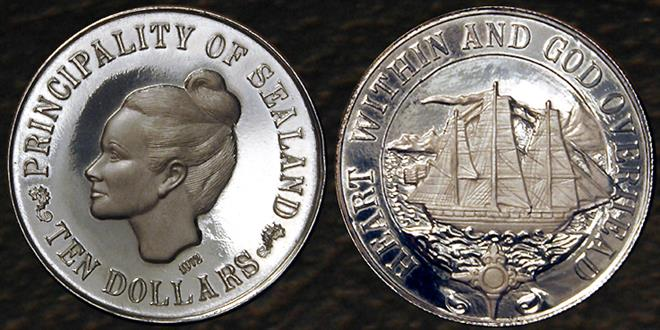 PRINCIPALITY OF SEALAND
TEN DOLLARS
1972
HEART WITHIN AND GOD OVERHEAD